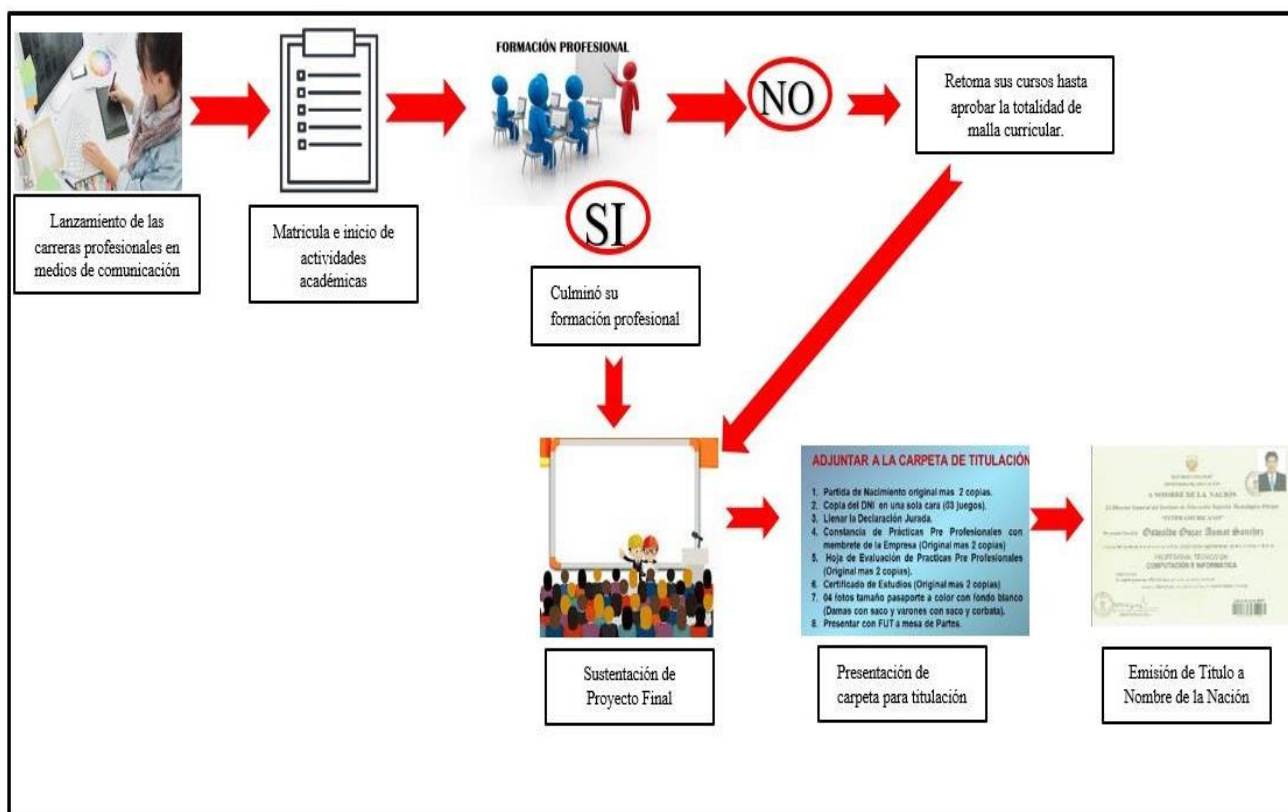 FORMACIÓN PROFESIONAL
NO
Retoma sus cursos hasta
aprobar la totalidad de
malla curricular.
SI
Lanzamiento de las
carreras profesionales en
medios de comunicación
Matricula e inicio de
actividades
académicas
Culminó su
formación profesional
ADJUNTAR A LA CARPETA DE TITULACIÓN
1. Partida de Nacimiento original mas 2 copias.
2. Copia del DNI en una sola cara (03 juegos).
3. Llenar la Declaración Jurada.
4. Constancia de Prácticas Pre Profesionales con
membrete de la Empresa (Original mas 2 copias)
5. Hoja de Evaluación de Practicas Pre Profesionales
(Original mas 2 copias).
6. Certificado de Estudios (Original mas 2 copias)
7. 04 fotos tamaño pasaporte a color con fondo blanco
(Damas con saco y varones con saco y corbata).
8. Presentar con FUT a mesa de Partes.
A NOMBRE DE LA NACIÓN
PROFESIONAL TÉCNICO EN
COMPUTACIÓN E INFORMÁTICA
Sustentación de
Proyecto Final
Presentación de
carpeta para titulación
Emisión de Titulo a
Nombre de la Nación